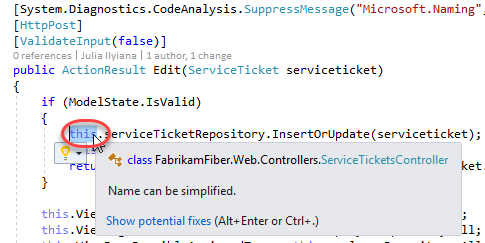 [System.Diagnostics.CodeAnalysis.SuppressMessage("Microsoft.Naming",
[HttpPost]
[ValidateInput(false)]
0 references | Julia Ilyiana | 1 author, 1 change
public ActionResult Edit(ServiceTicket serviceticket)
{
if (ModelState.IsValid)
{
this.serviceTicketRepository.InsertOrUpdate(serviceticket);
class FabrikamFiber.Web.Controllers.ServiceTicketsController
retu
Name can be simplified.
}
Show potential fixes (Alt+Enter or Ctrl+.)
this.Vie
this.Vie
ll;